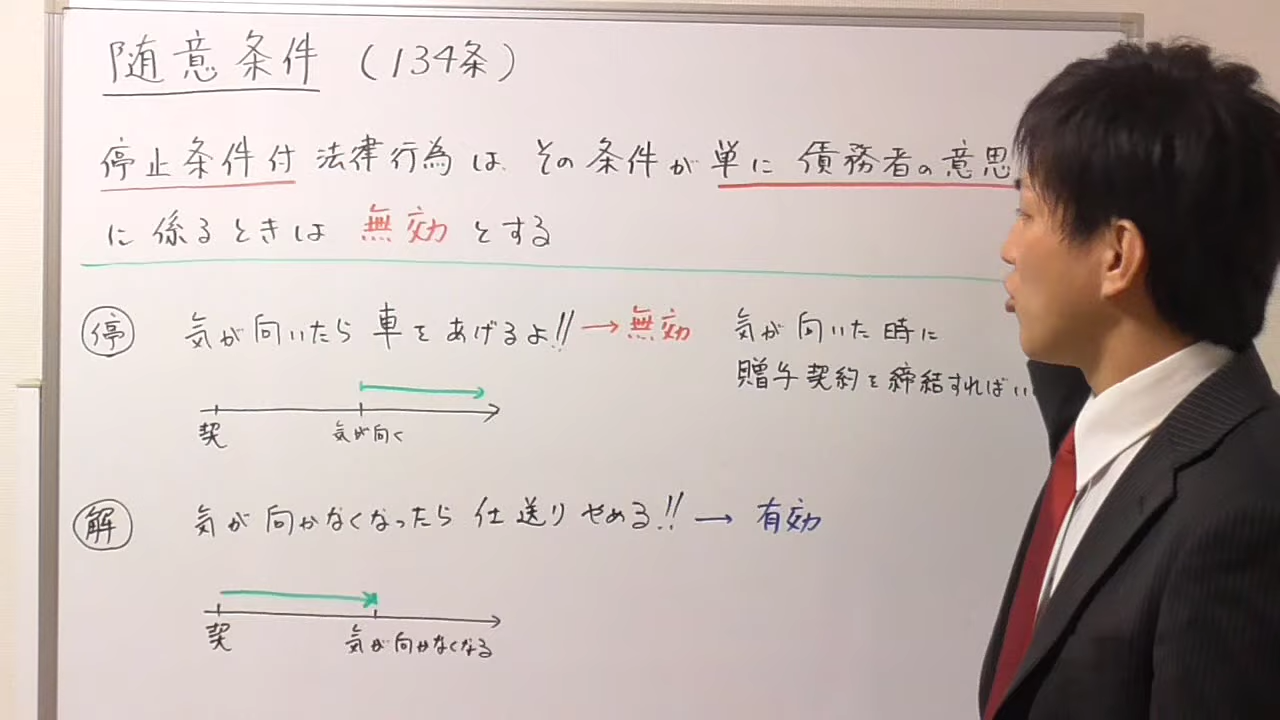 随意条件 (134条)
停止条件付 法律行為は、その条件が単に 債務者の意思
に係るときは 無効 とする
停 気が向いたら 車をあげるよ!! → 無効 気が向いた時に
贈与契約を締結すればい
契 気が向く
解 気が向かなくなったら 仕送りやめる!! → 有効
契 気が向かなくなる